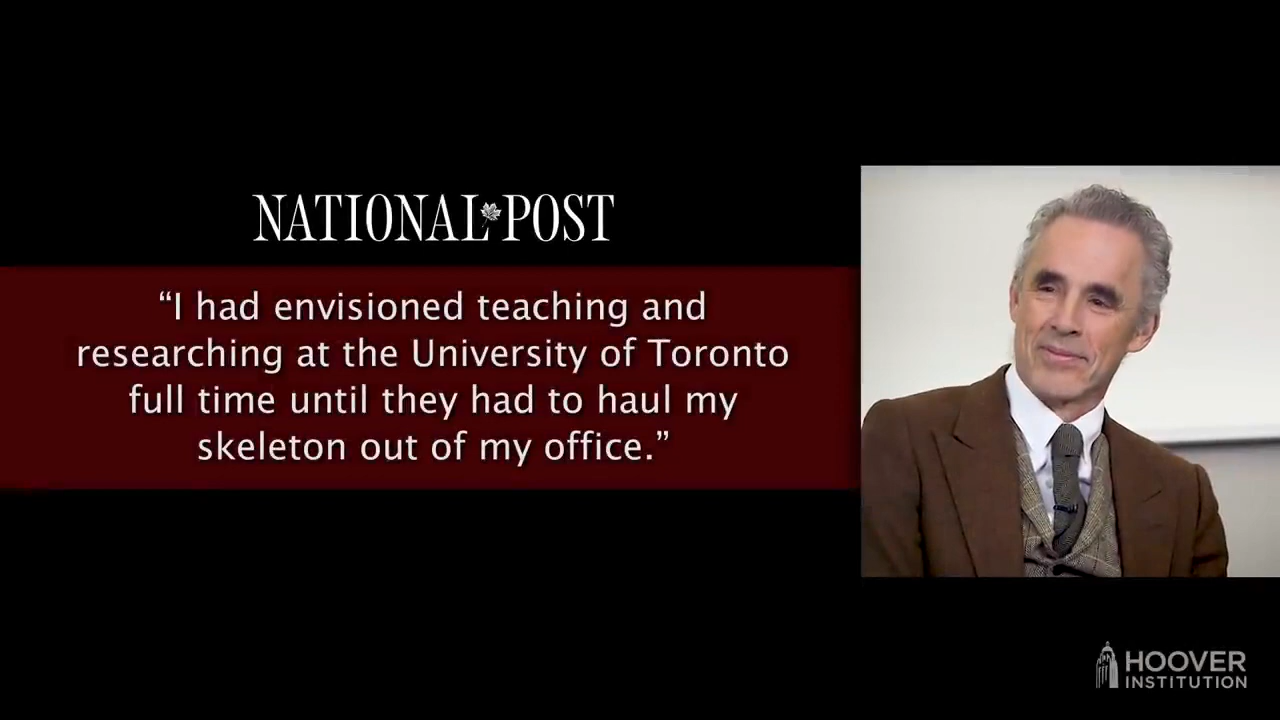 NATIONAL POST
“I had envisioned teaching and
researching at the University of Toronto
full time until they had to haul my
skeleton out of my office.”
HOOVER
INSTITUTION